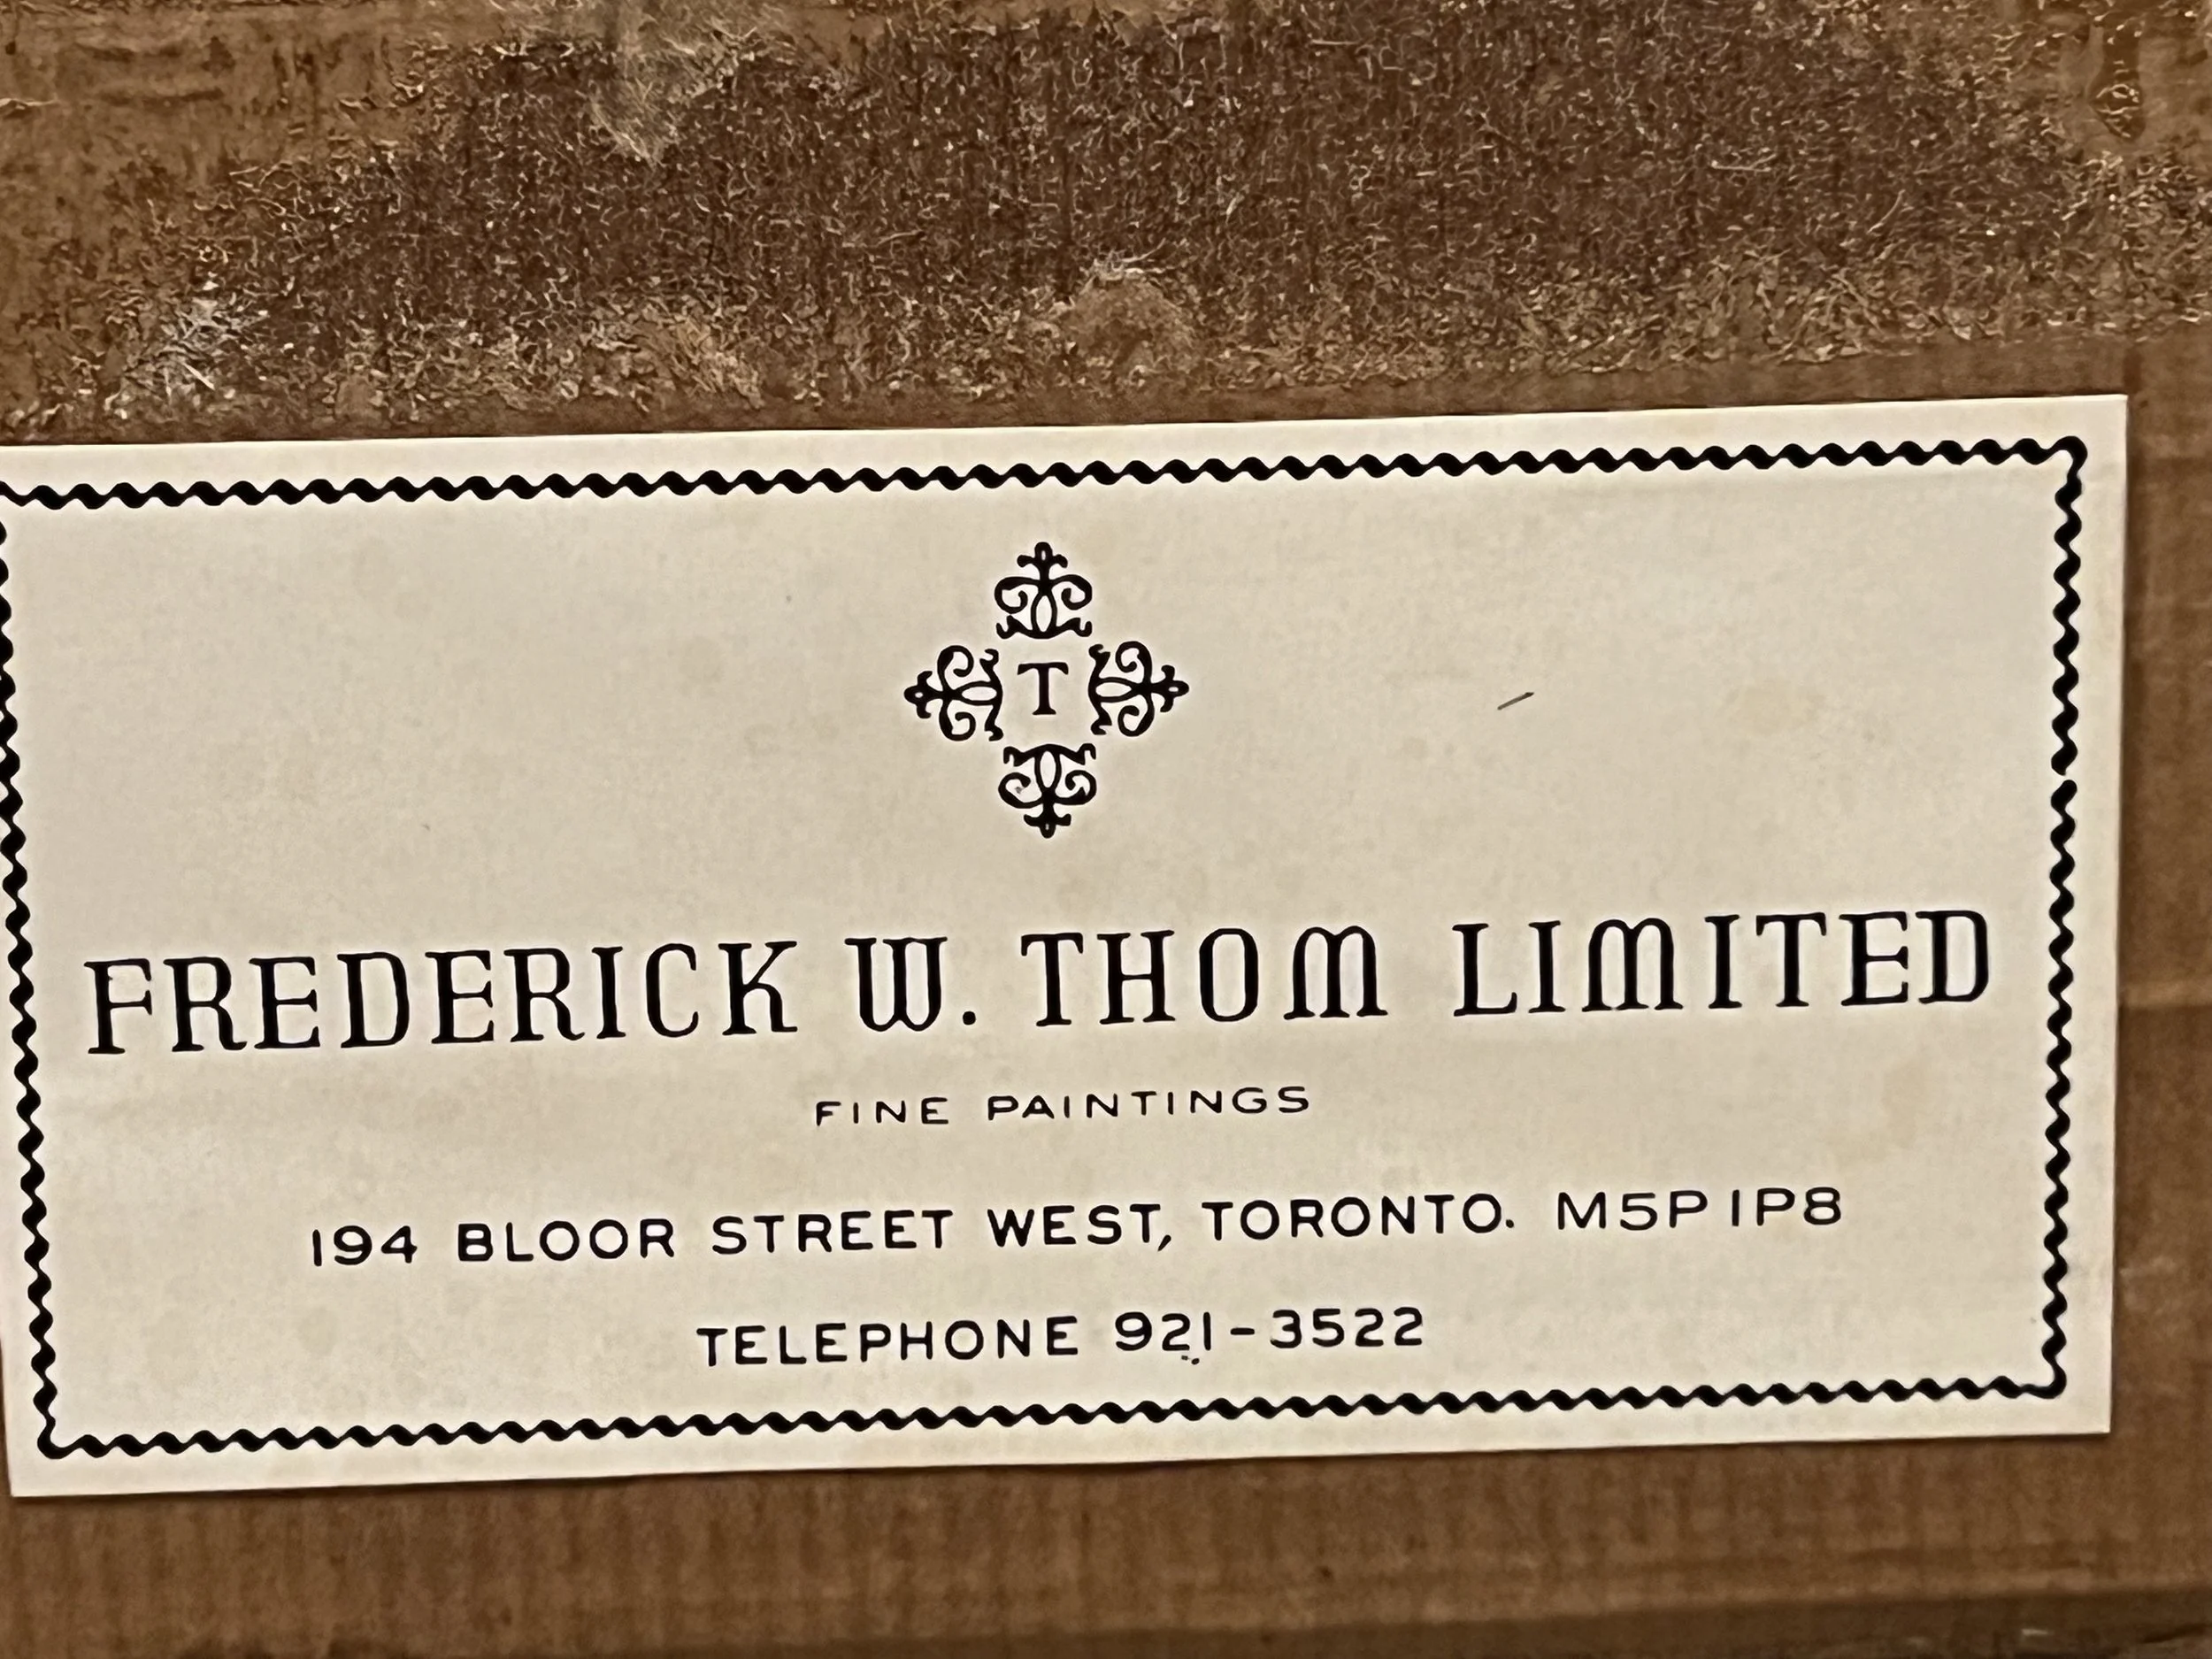 T
FREDERICK W. THOM LIMITED
FINE PAINTINGS
194 BLOOR STREET WEST, TORONTO. M5P 1P8
TELEPHONE 921-3522